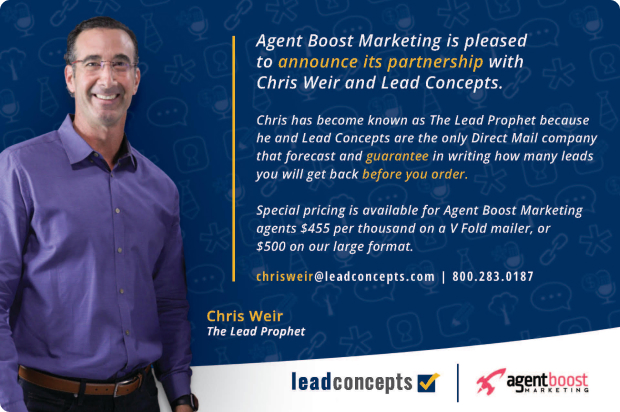 Agent Boost Marketing is pleased
to announce its partnership with
Chris Weir and Lead Concepts.
Chris has become known as The Lead Prophet because
he and Lead Concepts are the only Direct Mail company
that forecast and guarantee in writing how many leads
you will get back before you order.
Special pricing is available for Agent Boost Marketing
agents $455 per thousand on a V Fold mailer, or
$500 on our large format.
chrisweir@leadconcepts.com | 800.283.0187
Chris Weir
The Lead Prophet
leadconcepts
agentboost
MARKETING